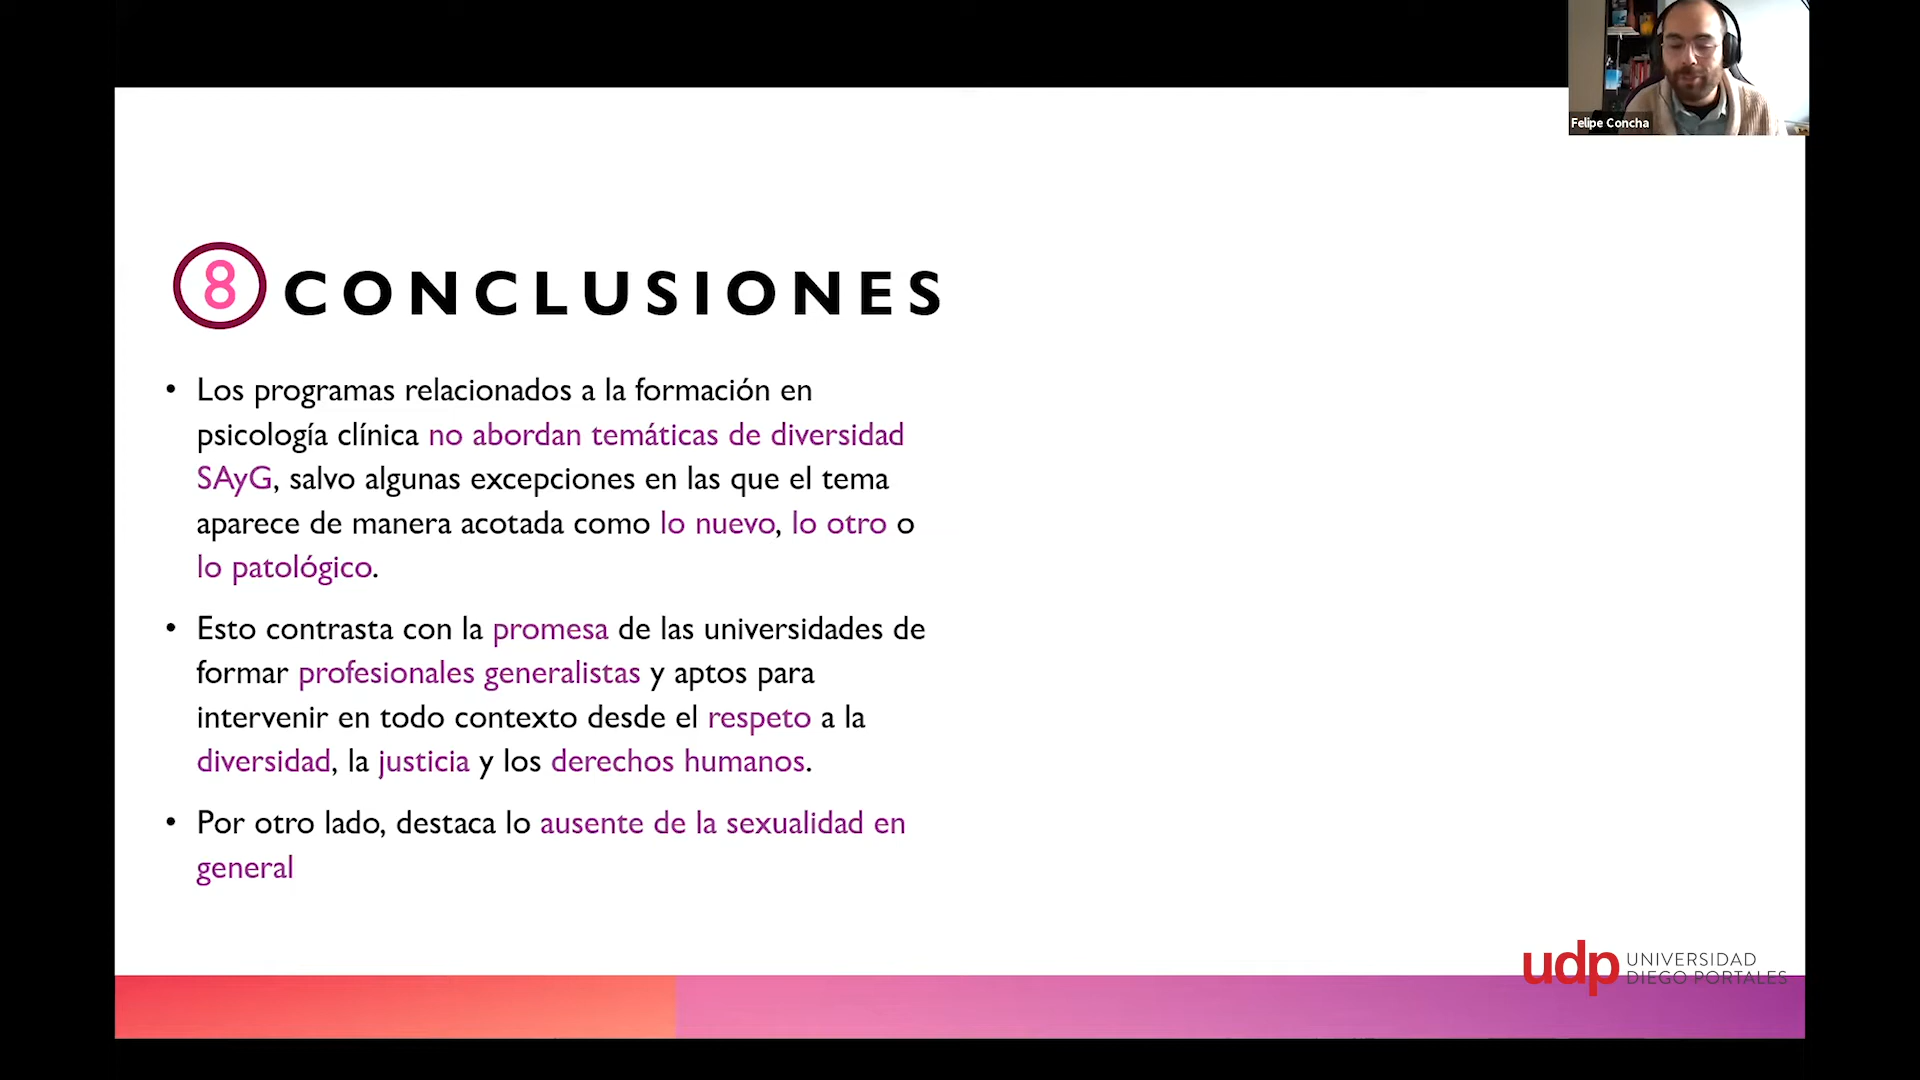 Felipe Concha
8 CONCLUSIONES
• Los programas relacionados a la formación en
psicología clínica no abordan temáticas de diversidad
SAyG, salvo algunas excepciones en las que el tema
aparece de manera acotada como lo nuevo, lo otro o
lo patológico.
• Esto contrasta con la promesa de las universidades de
formar profesionales generalistas y aptos para
intervenir en todo contexto desde el respeto a la
diversidad, la justicia y los derechos humanos.
• Por otro lado, destaca lo ausente de la sexualidad en
general
udp UNIVERSIDAD
DIEGO PORTALES